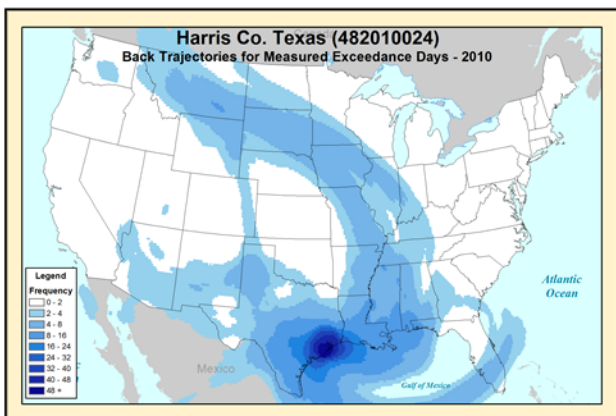 Harris Co. Texas (482010024)
Back Trajectories for Measured Exceedance Days - 2010
Legend
Frequency
0 - 2
2 - 4
4 - 8
8 - 16
16 - 24
24 - 32
32 - 40
40 - 48
48 +
Atlantic
Ocean
Mexico
Gulf of Mexico